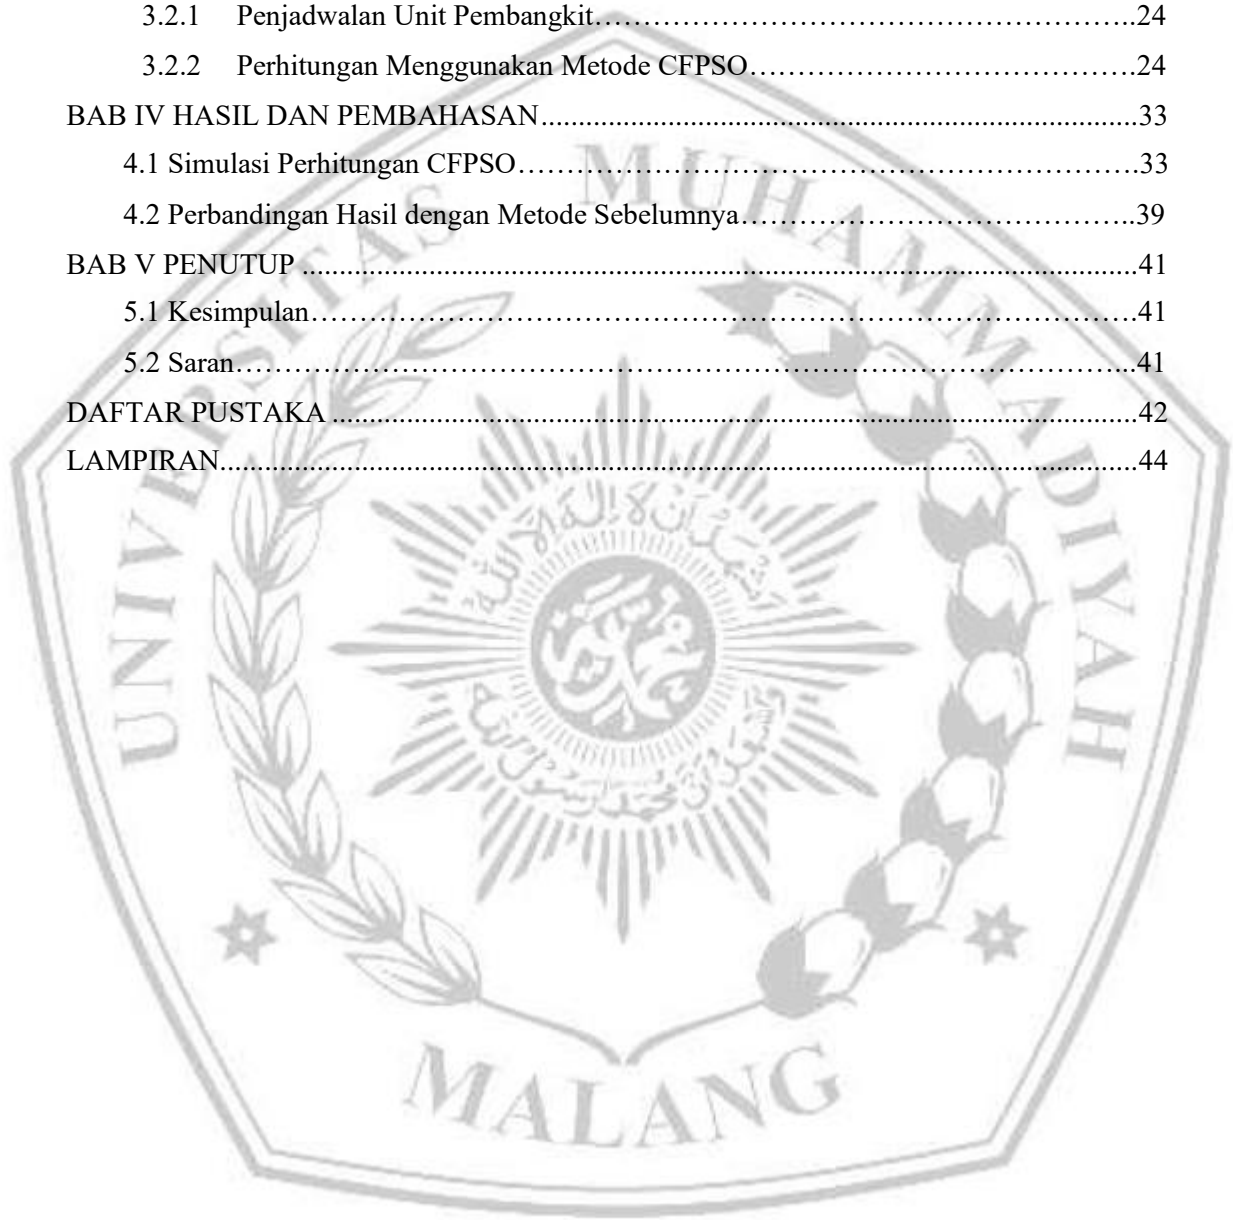 3.2.1 Penjadwalan Unit Pembangkit……………………………………………..24
3.2.2 Perhitungan Menggunakan Metode CFPSO……………………………….24
BAB IV HASIL DAN PEMBAHASAN....................................................................................33
4.1 Simulasi Perhitungan CFPSO…………………………………………………….33
4.2 Perbandingan Hasil dengan Metode Sebelumnya………………………………..39
BAB V PENUTUP ......................................................................................................................41
5.1 Kesimpulan……………………………………………………………………….41
5.2 Saran……………………………………………………………………………..41
DAFTAR PUSTAKA ..................................................................................................................42
LAMPIRAN.................................................................................................................................44
UNIVERSITAS MUHAMMADIYAH
MALANG